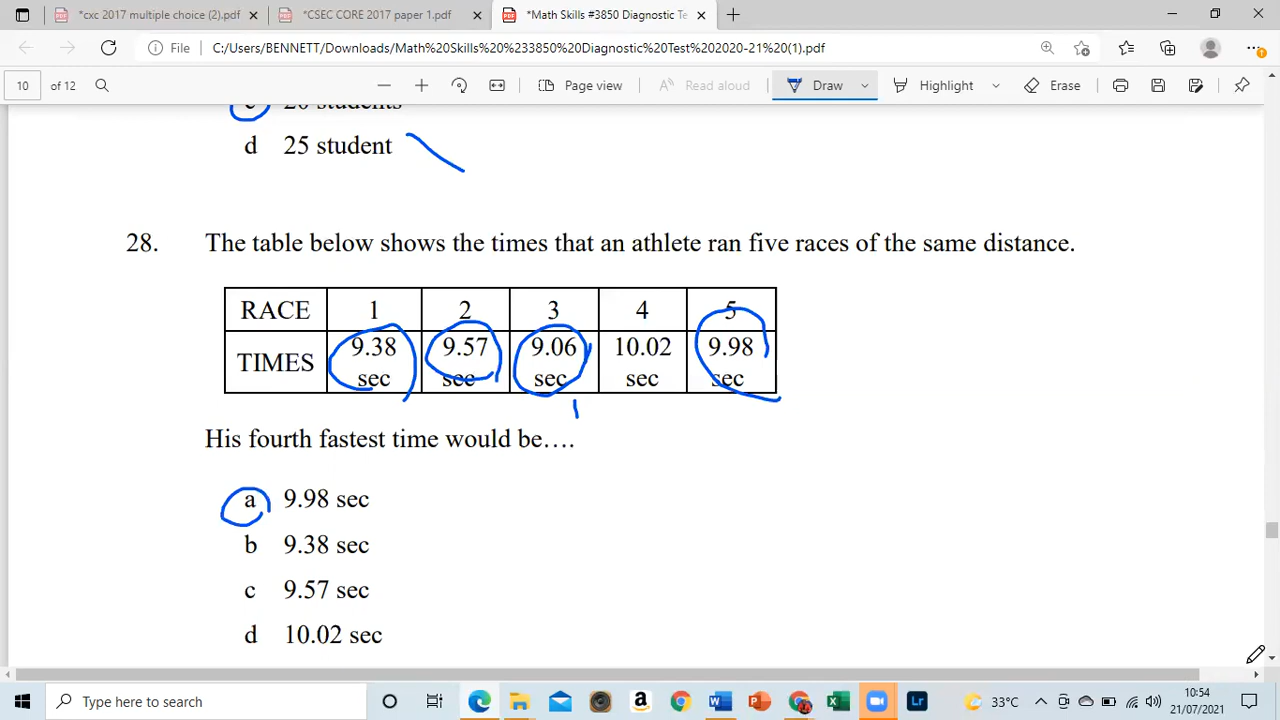 *cxc 2017 multiple choice (2).pdf
*CSEC CORE 2017 paper 1.pdf
*Math Skills #3850 Diagnostic Te
File
C:/Users/BENNETT/Downloads/Math%20Skills%20%233850%20Diagnostic%20Test%202020-21%20(1).pdf
10 of 12
Page view
Read aloud
Draw
Highlight
Erase
c 20 students
d 25 student
28. The table below shows the times that an athlete ran five races of the same distance.
RACE 1 2 3 4 5
TIMES 9.38 sec 9.57 sec 9.06 sec 10.02 sec 9.98 sec
His fourth fastest time would be….
a 9.98 sec
b 9.38 sec
c 9.57 sec
d 10.02 sec
Type here to search
33°C
10:54
21/07/2021